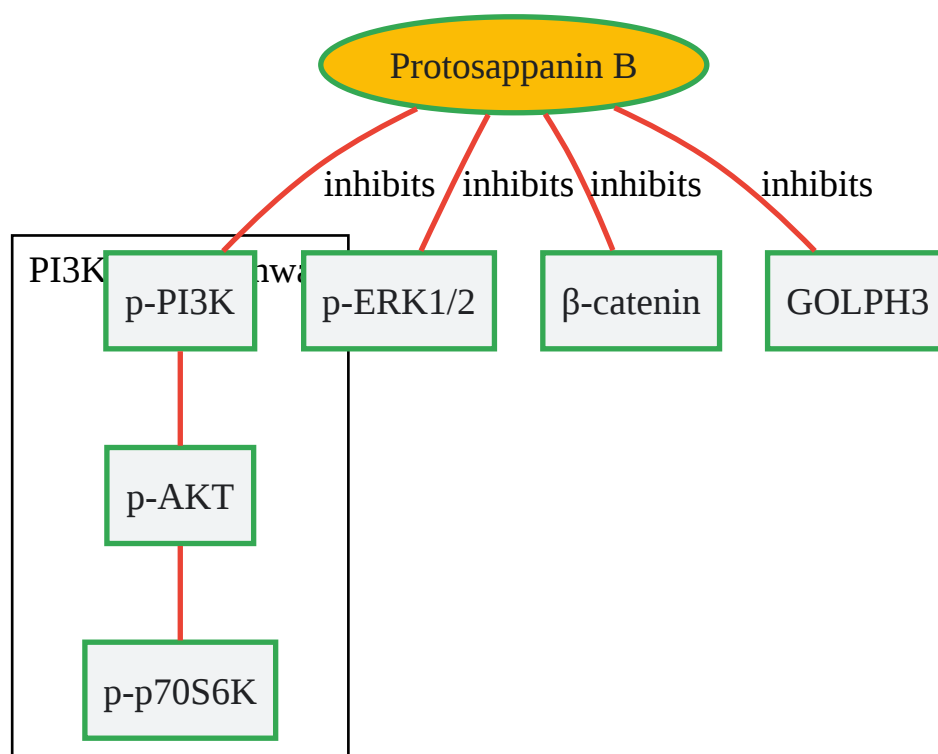 Protosappanin B
inhibits
inhibits
inhibits
inhibits
p-PI3K
p-ERK1/2
β-catenin
GOLPH3
p-AKT
p-p70S6K